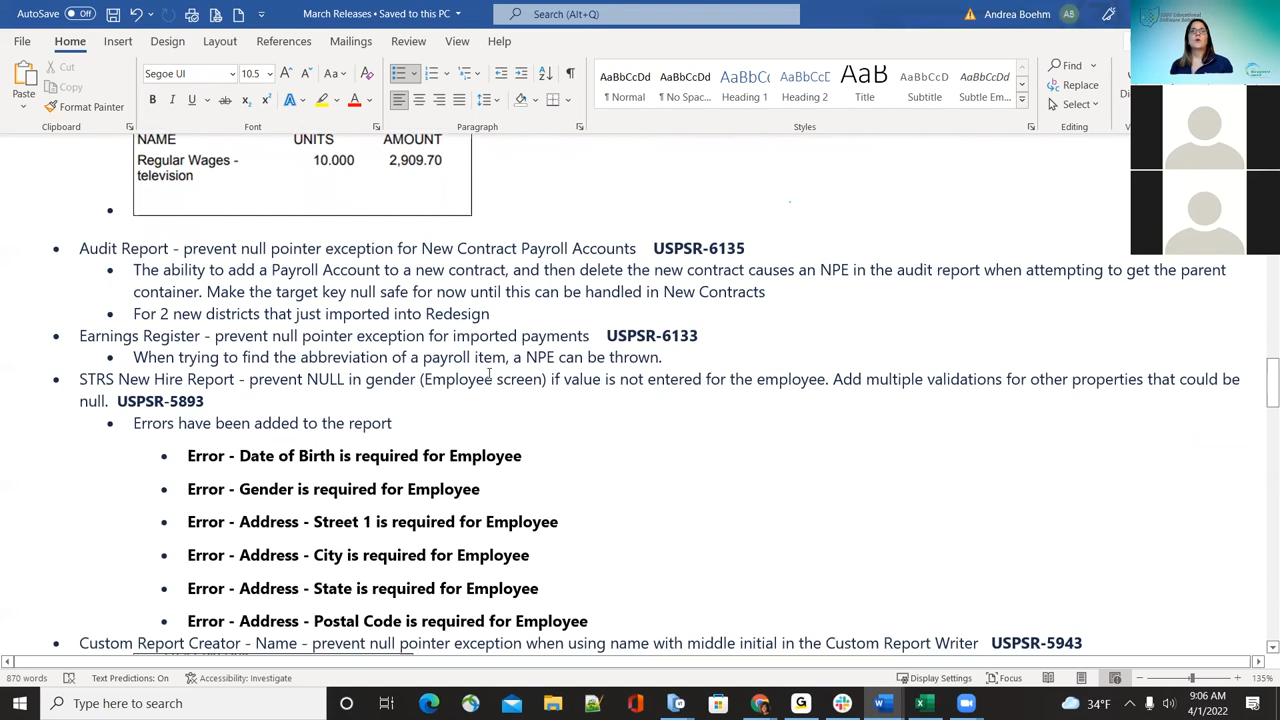 AutoSave Off March Releases • Saved to this PC Search (Alt+Q) Andrea Boehm AB
File Home Insert Draw Design Layout References Mailings Review View Help
Paste Cut Copy Format Painter Clipboard
Segoe UI 10.5 Font
Paragraph
AaBbCcDd Normal AaBbCcDd No Spac... AaBbCc Heading 1 AaBbCcC Heading 2 AaB Title AaBbCcDd Subtitle AaBbCcDd Subtle Em... Styles
Find Replace Select Editing
NAME UNITS AMOUNT
Regular Wages - 10.000 2,909.70
television
Audit Report - prevent null pointer exception for New Contract Payroll Accounts USPSR-6135
The ability to add a Payroll Account to a new contract, and then delete the new contract causes an NPE in the audit report when attempting to get the parent
container. Make the target key null safe for now until this can be handled in New Contracts
For 2 new districts that just imported into Redesign
Earnings Register - prevent null pointer exception for imported payments USPSR-6133
When trying to find the abbreviation of a payroll item, a NPE can be thrown.
STRS New Hire Report - prevent NULL in gender (Employee screen) if value is not entered for the employee. Add multiple validations for other properties that could be
null. USPSR-5893
Errors have been added to the report
Error - Date of Birth is required for Employee
Error - Gender is required for Employee
Error - Address - Street 1 is required for Employee
Error - Address - City is required for Employee
Error - Address - State is required for Employee
Error - Address - Postal Code is required for Employee
Custom Report Creator - Name - prevent null pointer exception when using name with middle initial in the Custom Report Writer USPSR-5943
870 words Text Predictions: On Accessibility: Investigate Display Settings Focus 135%
Type here to search 34°F 9:06 AM
4/1/2022